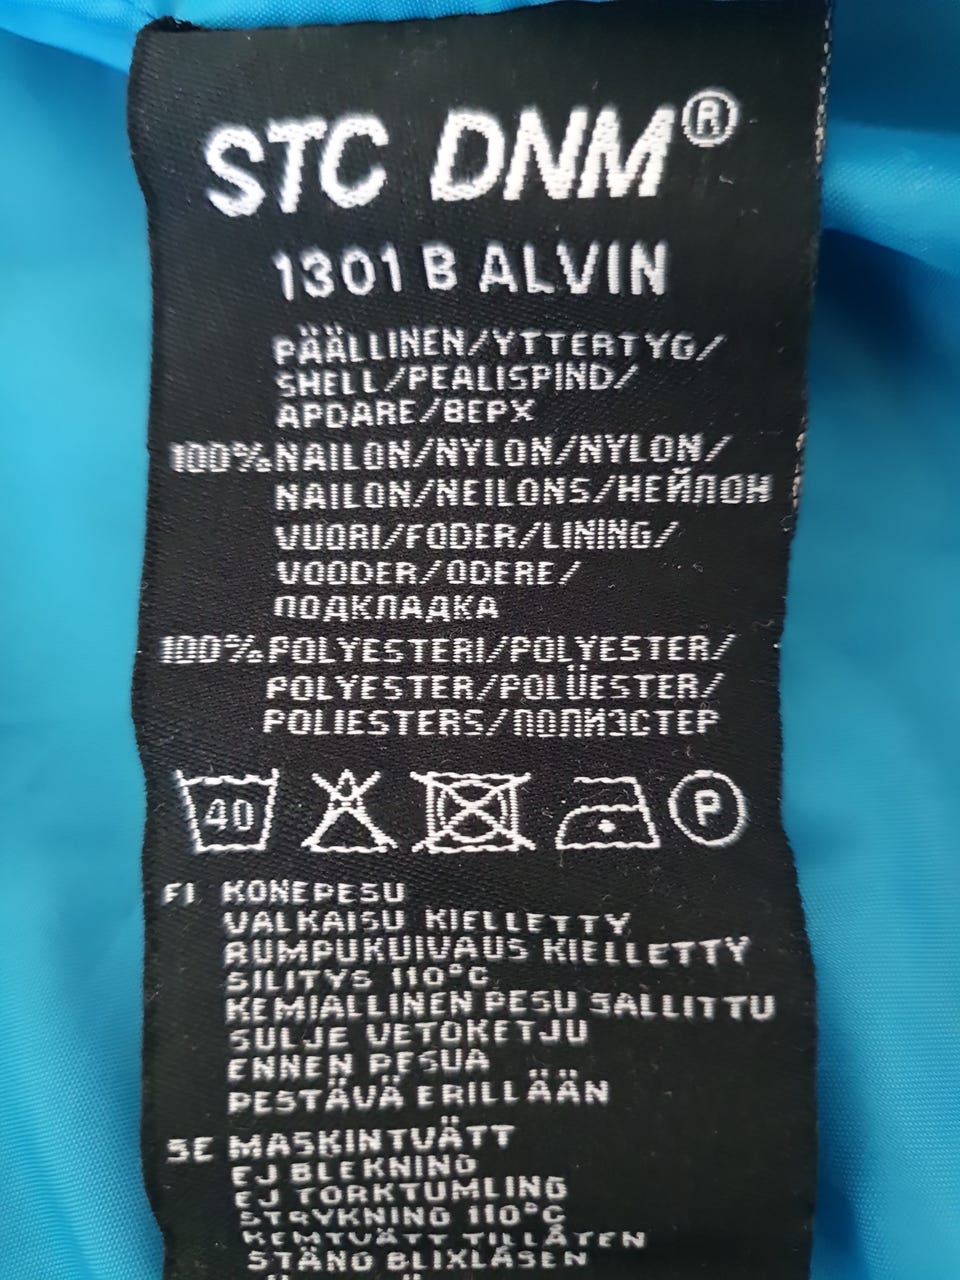 STC DNM®
1301 B ALVIN
PÄÄLLINEN/YTTERTYG/
SHELL/PEALISPIND/
APDARE/ВЕРХ
100%NAILON/NYLON/NYLON/
NAILON/NEILONS/НЕЙЛОН
VUORI/FODER/LINING/
VOODER/ODERE/
ПОДКЛАДКА
100%POLYESTERI/POLYESTER/
POLYESTER/POLÜESTER/
POLIESTERS/ПОЛИЭСТЕР
40 P
FI KONEPESU
VALKAISU KIELLETTY
RUMPUKUIVAUS KIELLETTY
SILITYS 110°C
KEMIALLINEN PESU SALLITTU
SULJE VETOKETJU
ENNEN PESUA
PESTÄVÄ ERILLÄÄN
SE MASKINTVÄTT
EJ BLEKNING
EJ TORKTUMLING
STRYKNING 110°C
KEMTVÄTT TILLÅTEN
STÄNG BLIXLÅSEN